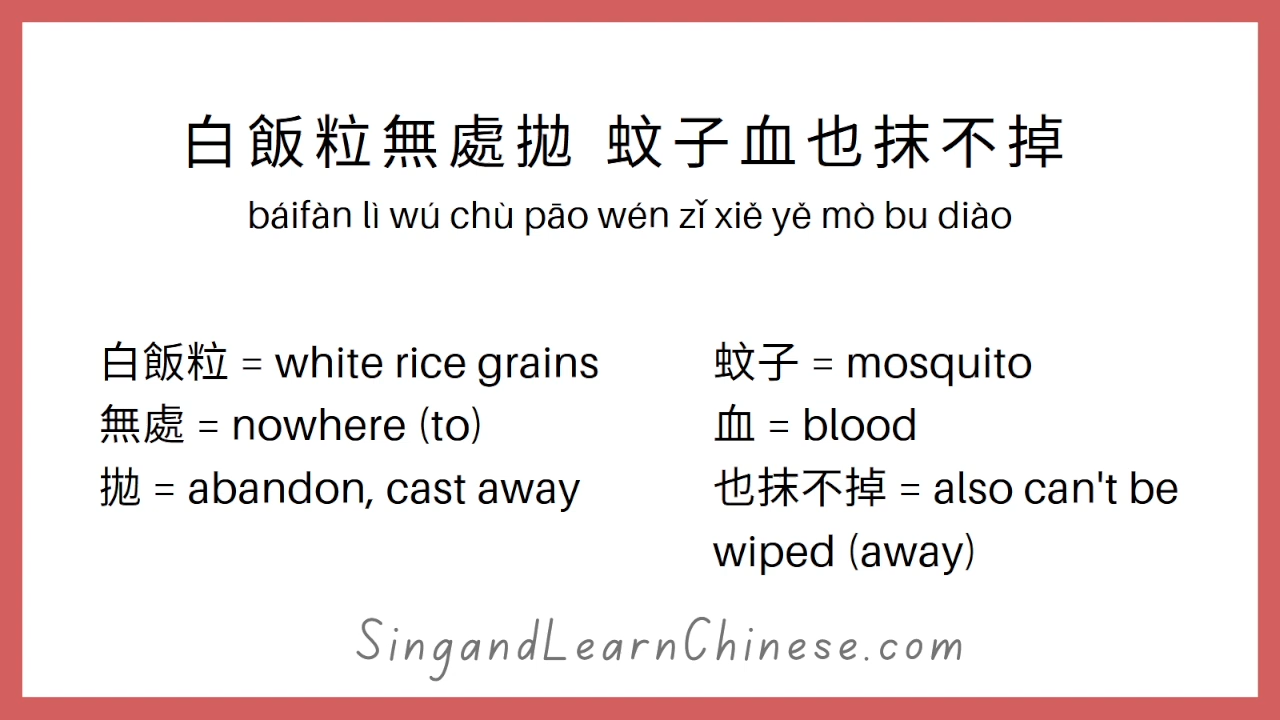 白飯粒無處拋 蚊子血也抹不掉
báifàn lì wú chù pāo wén zǐ xiě yě mò bu diào
白飯粒 = white rice grains
無處 = nowhere (to)
拋 = abandon, cast away
蚊子 = mosquito
血 = blood
也抹不掉 = also can't be
wiped (away)
SingandLearnChinese.com